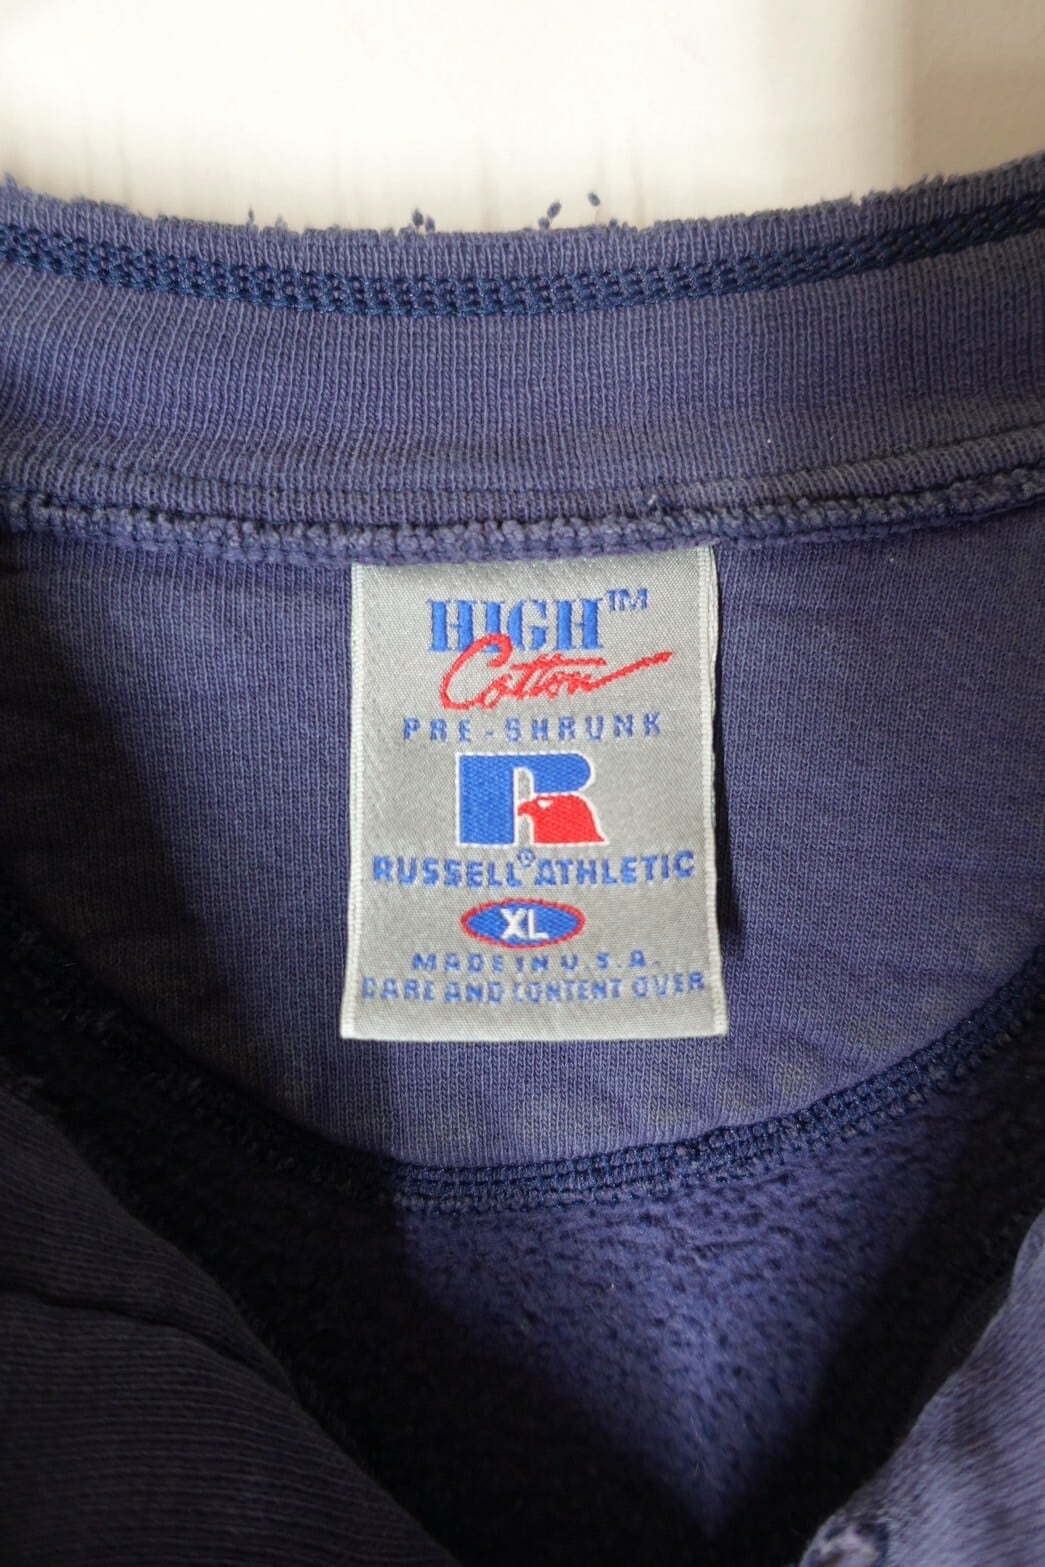 HIGH™
Cotton
PRE-SHRUNK
R
RUSSELL® ATHLETIC
XL
MADE IN U.S.A.
CARE AND CONTENT OVER